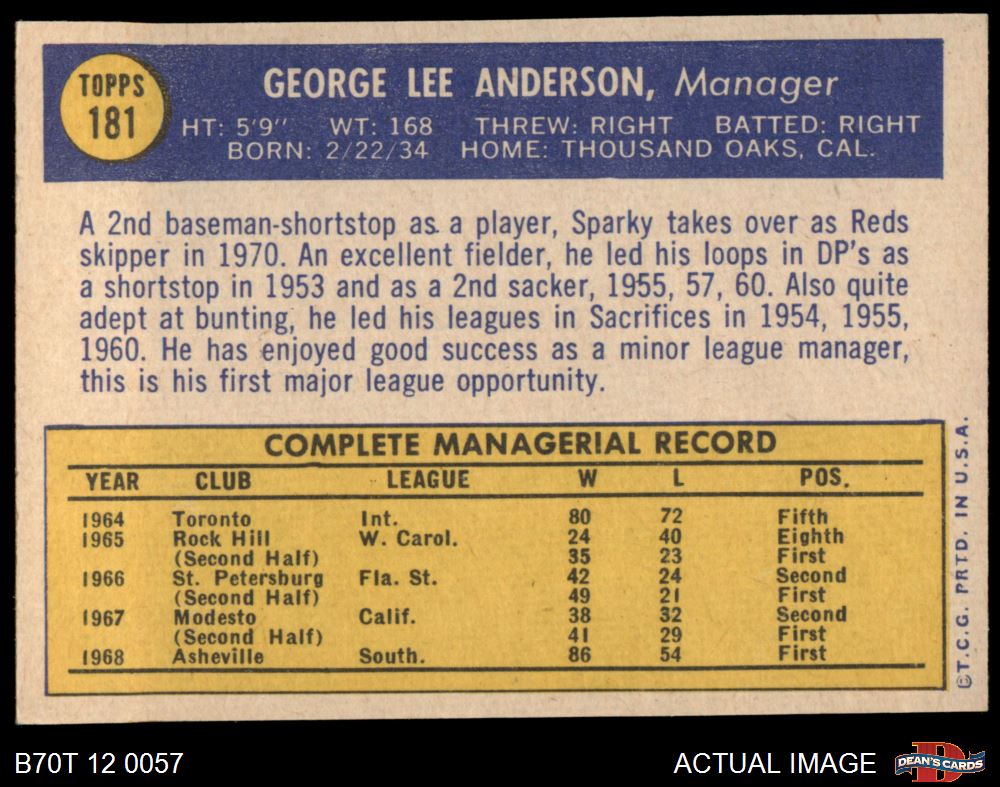 TOPPS
181
GEORGE LEE ANDERSON, Manager
HT: 5'9" WT: 168 THREW: RIGHT BATTED: RIGHT
BORN: 2/22/34 HOME: THOUSAND OAKS, CAL.
A 2nd baseman-shortstop as a player, Sparky takes over as Reds
skipper in 1970. An excellent fielder, he led his loops in DP's as
a shortstop in 1953 and as a 2nd sacker, 1955, 57, 60. Also quite
adept at bunting, he led his leagues in Sacrifices in 1954, 1955,
1960. He has enjoyed good success as a minor league manager,
this is his first major league opportunity.
COMPLETE MANAGERIAL RECORD
YEAR CLUB LEAGUE W L POS.
1964 Toronto Int. 80 72 Fifth
1965 Rock Hill W. Carol. 24 40 Eighth
(Second Half) 35 23 First
1966 St. Petersburg Fla. St. 42 24 Second
(Second Half) 49 21 First
1967 Modesto Calif. 38 32 Second
(Second Half) 41 29 First
1968 Asheville South. 86 54 First
©T.C.G. PRTD. IN U.S.A.
B70T 12 0057
ACTUAL IMAGE
DEAN'S CARDS